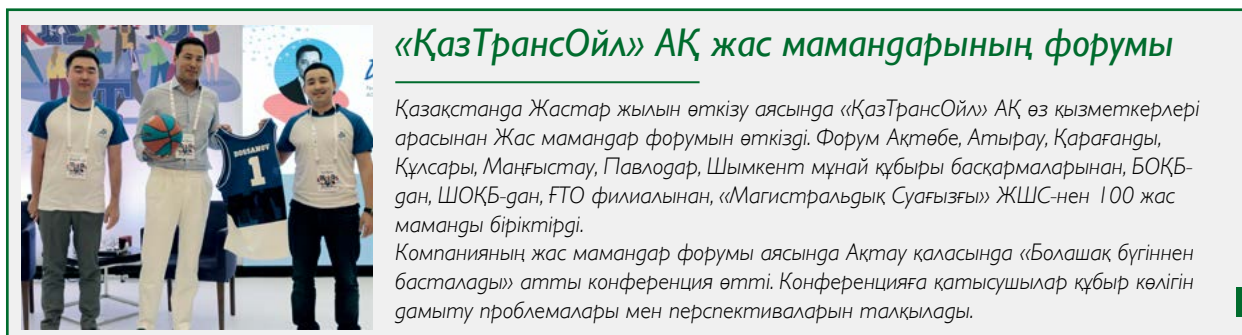 «ҚазТрансОйл» АҚ жас мамандарының форумы
Қазақстанда Жастар жылын өткізу аясында «ҚазТрансОйл» АҚ өз қызметкерлері
арасынан Жас мамандар форумын өткізді. Форум Ақтөбе, Атырау, Қарағанды,
Құлсары, Маңғыстау, Павлодар, Шымкент мұнай құбыры басқармаларынан, БОҚБ-
дан, ШОҚБ-дан, ҒТО филиалынан, «Магистральдық Суағызғы» ЖШС-нен 100 жас
маманды біріктірді.
Компанияның жас мамандар форумы аясында Ақтау қаласында «Болашақ бүгіннен
басталады» атты конференция өтті. Конференцияға қатысушылар құбыр көлігін
дамыту проблемалары мен перспективаларын талқылады.
DOSSANOV
1